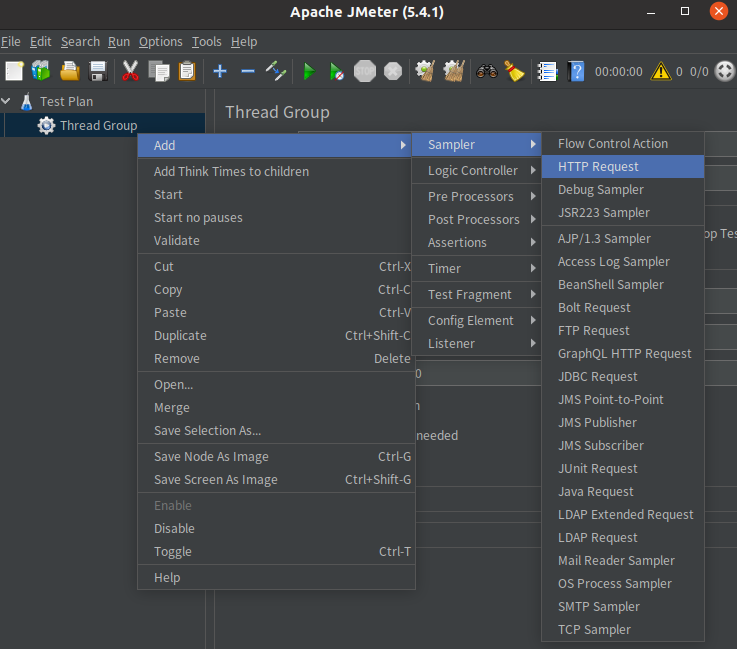 Apache JMeter (5.4.1)
File Edit Search Run Options Tools Help
00:00:00 0 0/0
Test Plan
Thread Group
Thread Group
Add
Add Think Times to children
Start
Start no pauses
Validate
Cut Ctrl-X
Copy Ctrl-C
Paste Ctrl-V
Duplicate Ctrl+Shift-C
Remove Delete
Open...
Merge
Save Selection As...
Save Node As Image Ctrl-G
Save Screen As Image Ctrl+Shift-G
Enable
Disable
Toggle Ctrl-T
Help
Sampler
Logic Controller
Pre Processors
Post Processors
Assertions
Timer
Test Fragment
Config Element
Listener
needed
Flow Control Action
HTTP Request
Debug Sampler
JSR223 Sampler
AJP/1.3 Sampler
Access Log Sampler
BeanShell Sampler
Bolt Request
FTP Request
GraphQL HTTP Request
JDBC Request
JMS Point-to-Point
JMS Publisher
JMS Subscriber
JUnit Request
Java Request
LDAP Extended Request
LDAP Request
Mail Reader Sampler
OS Process Sampler
SMTP Sampler
TCP Sampler